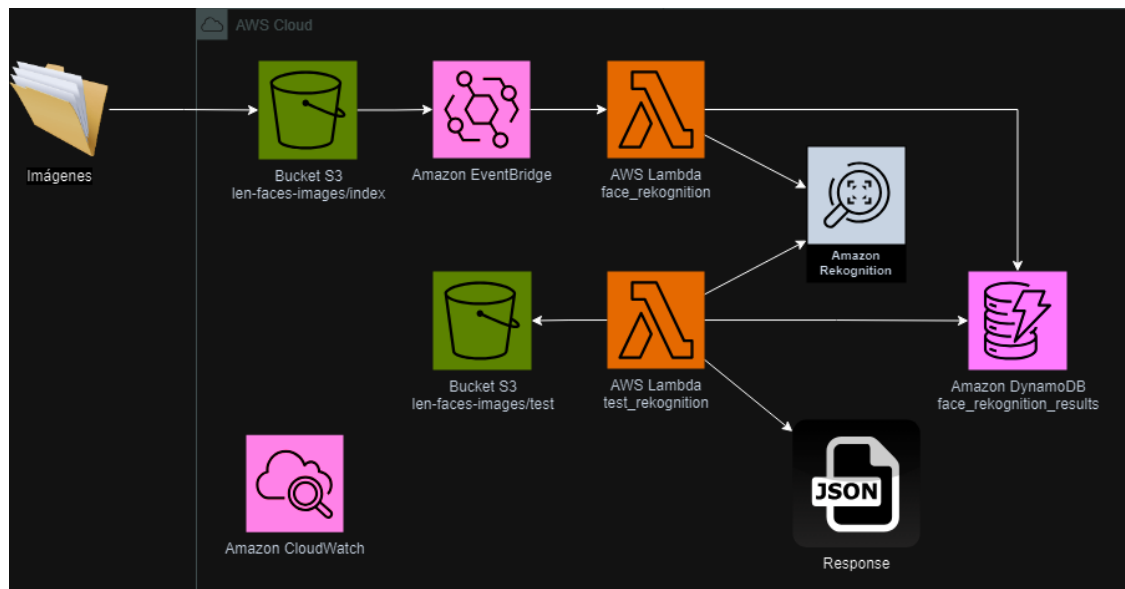 AWS Cloud
Imágenes
Bucket S3
len-faces-images/index
Amazon EventBridge
AWS Lambda
face_rekognition
Amazon
Rekognition
Bucket S3
len-faces-images/test
AWS Lambda
test_rekognition
Amazon DynamoDB
face_rekognition_results
Amazon CloudWatch
JSON
Response